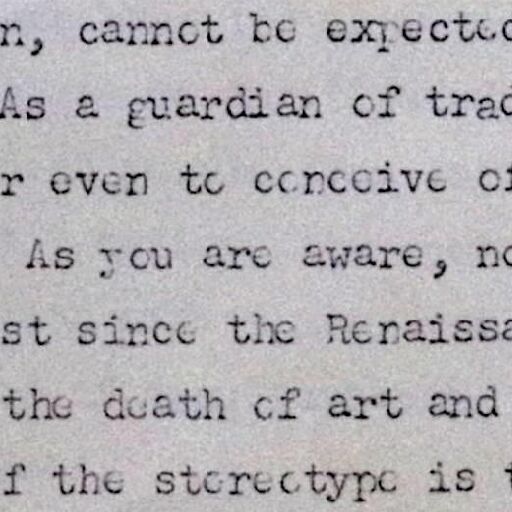 n, cannot be expected
As a guardian of trad
r even to conceive of
As you are aware, no
st since the Renaissa
the death of art and
f the stereotype is t